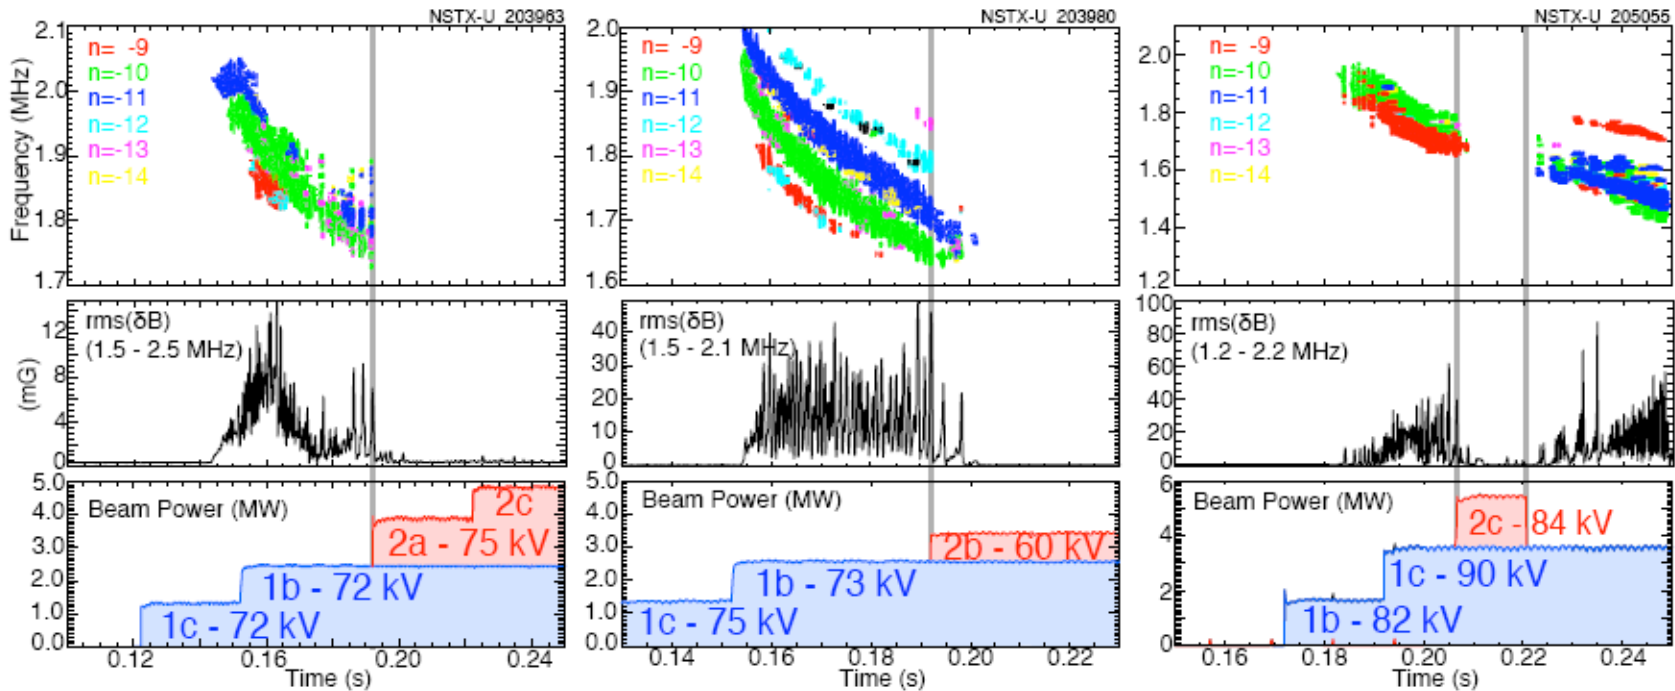 NSTX-U 203963
2.1
2.0
1.9
1.8
1.7
Frequency (MHz)
n= -9
n=-10
n=-11
n=-12
n=-13
n=-14
12
8
4
0
(mG)
rms(δB)
(1.5 - 2.5 MHz)
5.0
4.0
3.0
2.0
1.0
0.0
Beam Power (MW)
2c
2a - 75 kV
1b - 72 kV
1c - 72 kV
0.12 0.16 0.20 0.24
Time (s)
NSTX-U 203980
2.0
1.9
1.8
1.7
1.6
n= -9
n=-10
n=-11
n=-12
n=-13
n=-14
40
30
20
10
0
rms(δB)
(1.5 - 2.1 MHz)
5.0
4.0
3.0
2.0
1.0
0.0
Beam Power (MW)
2b - 60 kV
1b - 73 kV
1c - 75 kV
0.14 0.16 0.18 0.20 0.22
Time (s)
NSTX-U 205055
2.0
1.8
1.6
1.4
1.2
n= -9
n=-10
n=-11
n=-12
n=-13
n=-14
100
80
60
40
20
0
rms(δB)
(1.2 - 2.2 MHz)
6
4
2
0
Beam Power (MW)
2c - 84 kV
1c - 90 kV
1b - 82 kV
0.16 0.18 0.20 0.22 0.24
Time (s)